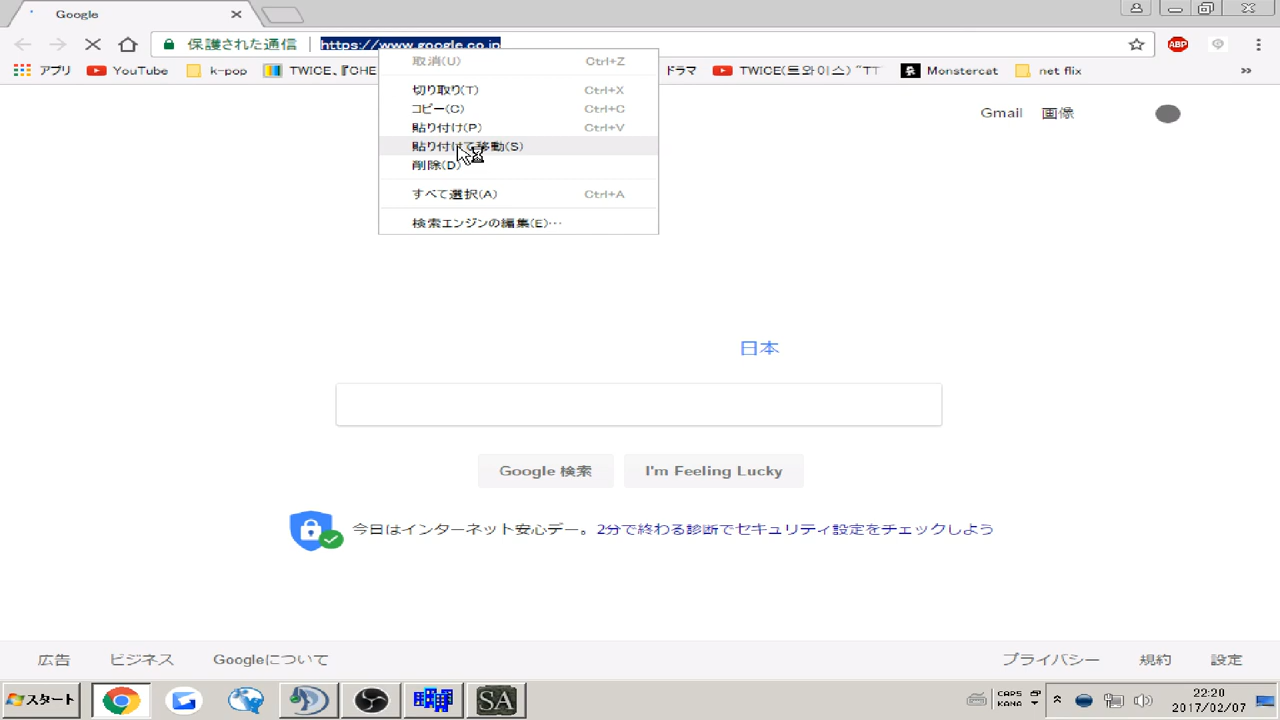 Google
保護された通信
https://www.google.co.jp
アプリ
YouTube
k-pop
TWICE、『CHE
ドラマ
TWICE(트와이스) "TT
Monstercat
net flix
»
取消(U) Ctrl+Z
切り取り(T) Ctrl+X
コピー(C) Ctrl+C
貼り付け(P) Ctrl+V
貼り付けて移動(S)
削除(D)
すべて選択(A) Ctrl+A
検索エンジンの編集(E)…
Gmail 画像
日本
Google 検索
I'm Feeling Lucky
今日はインターネット安心デー。2分で終わる診断でセキュリティ設定をチェックしよう
広告 ビジネス Googleについて
プライバシー 規約 設定
スタート
SA
CAPS
KANA
22:20
2017/02/07
ABP